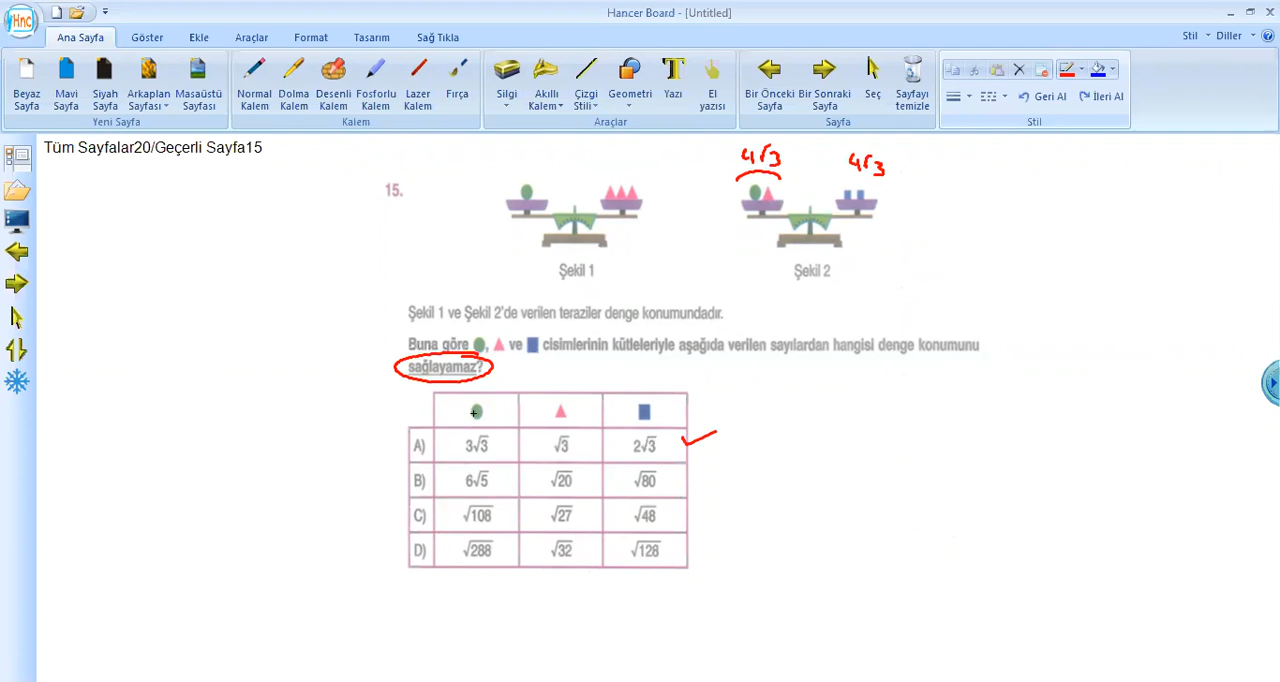 Hancer Board - [Untitled]
Hnc
Ana Sayfa Göster Ekle Araçlar Format Tasarım Sağ Tıkla Stil Diller
Beyaz Sayfa Mavi Sayfa Siyah Sayfa Arkaplan Sayfası Masaüstü Sayfası
Normal Kalem Dolma Kalem Desenli Kalem Fosforlu Kalem Lazer Kalem Fırça
Silgi Akıllı Kalem Çizgi Stili Geometri Yazı El yazısı
Bir Önceki Sayfa Bir Sonraki Sayfa Seç Sayfayı temizle
Geri Al İleri Al
Yeni Sayfa Kalem Araçlar Sayfa Stil
Tüm Sayfalar20/Geçerli Sayfa15
4√3 4√3
15.
Şekil 1 Şekil 2
Şekil 1 ve Şekil 2'de verilen teraziler denge konumundadır.
Buna göre ●, ▲ ve ■ cisimlerinin kütleleriyle aşağıda verilen sayılardan hangisi denge konumunu
sağlayamaz?
● ▲ ■
A) 3√3 √3 2√3
B) 6√5 √20 √80
C) √108 √27 √48
D) √288 √32 √128